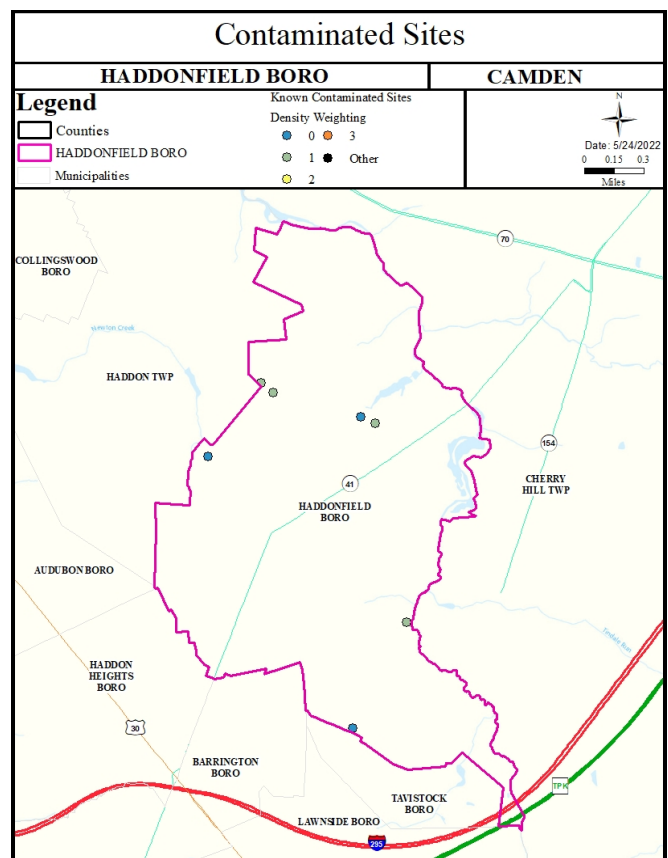 Contaminated Sites
HADDONFIELD BORO
CAMDEN
Legend
Counties
HADDONFIELD BORO
Municipalities
Known Contaminated Sites
Density Weighting
0
3
1
Other
2
N
Date: 5/24/2022
0 0.15 0.3
Miles
COLLINGSWOOD
BORO
70
HADDON TWP
154
CHERRY
HILL TWP
41
HADDONFIELD
BORO
AUDUBON BORO
HADDON
HEIGHTS
BORO
30
BARRINGTON
BORO
TAVISTOCK
BORO
TPK
LAWNSIDE BORO
295